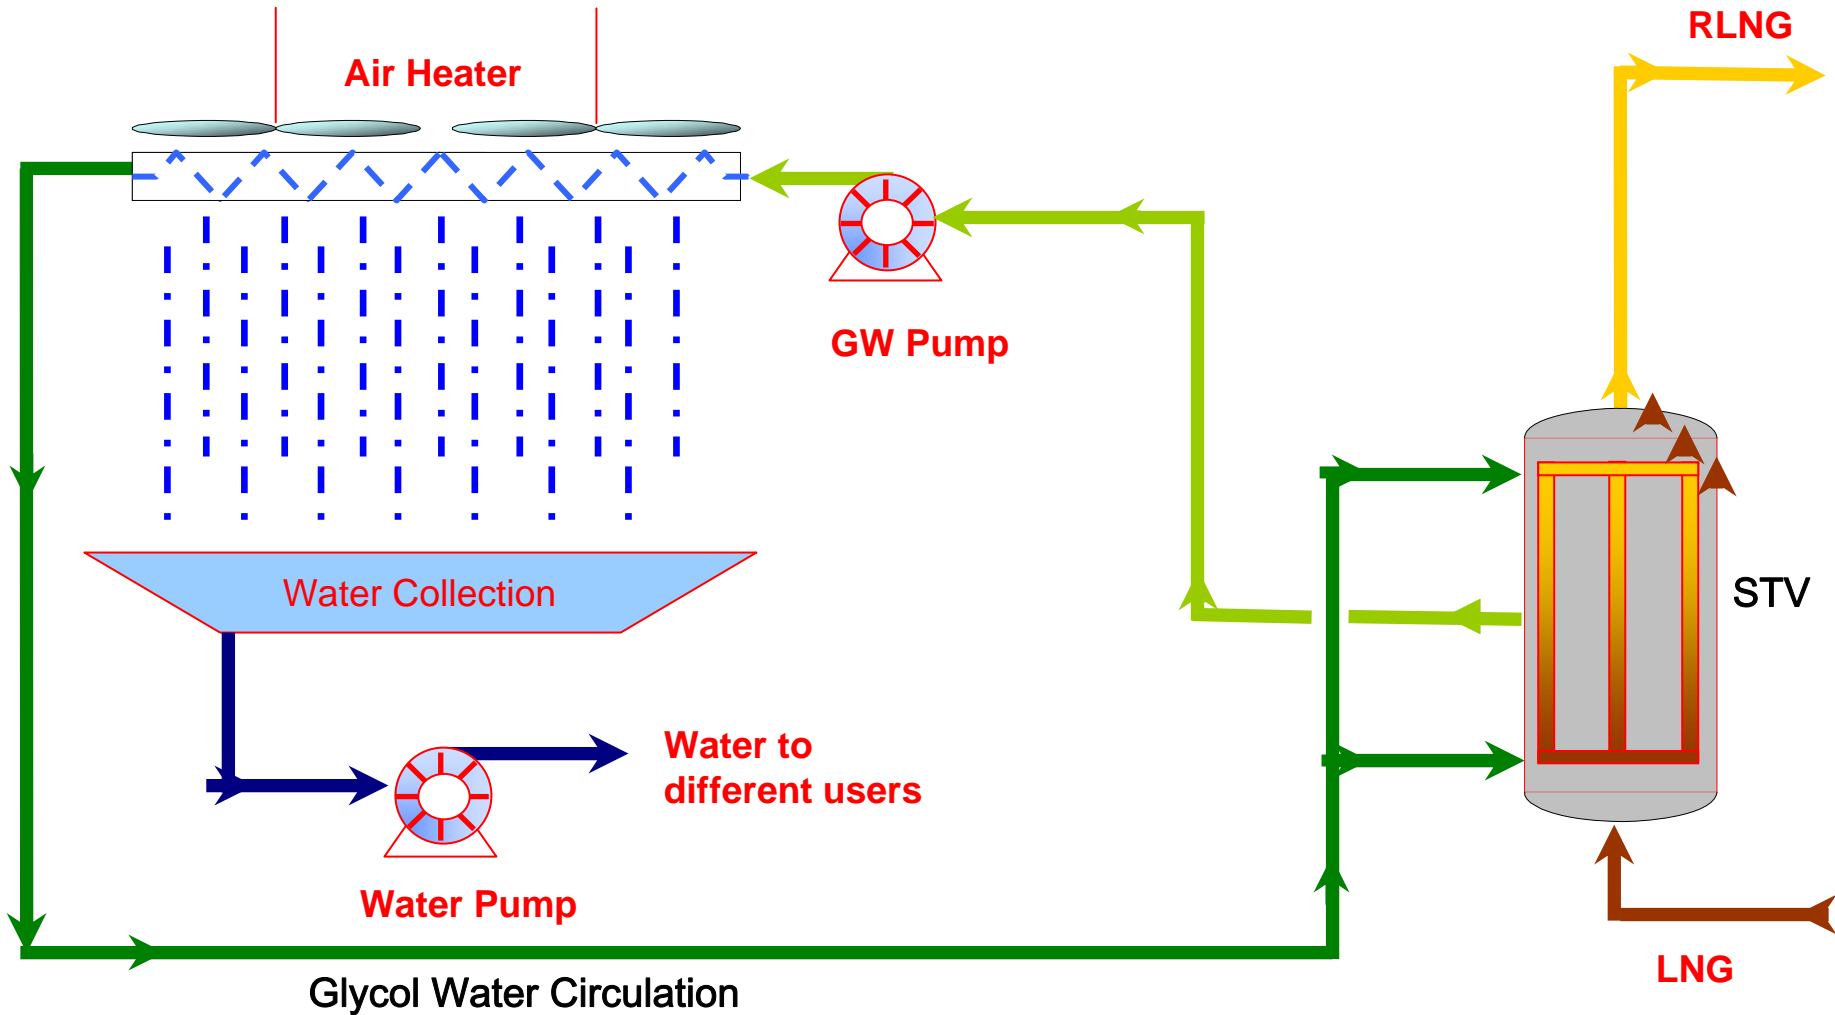 RLNG
Air Heater
GW Pump
Water Collection
STV
Water to
different users
Water Pump
LNG
Glycol Water Circulation